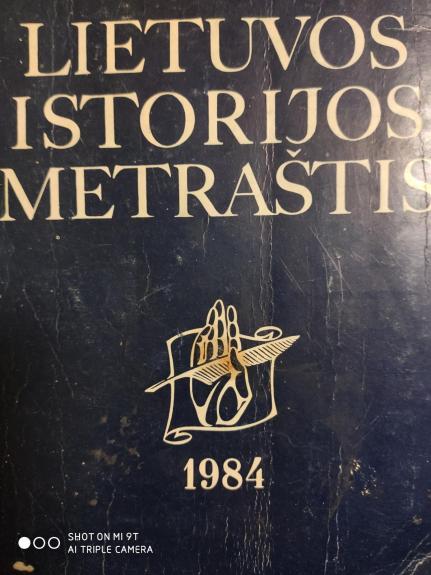 LIETUVOS
ISTORIJOS
METRAŠTIS
1984
SHOT ON MI 9T
AI TRIPLE CAMERA